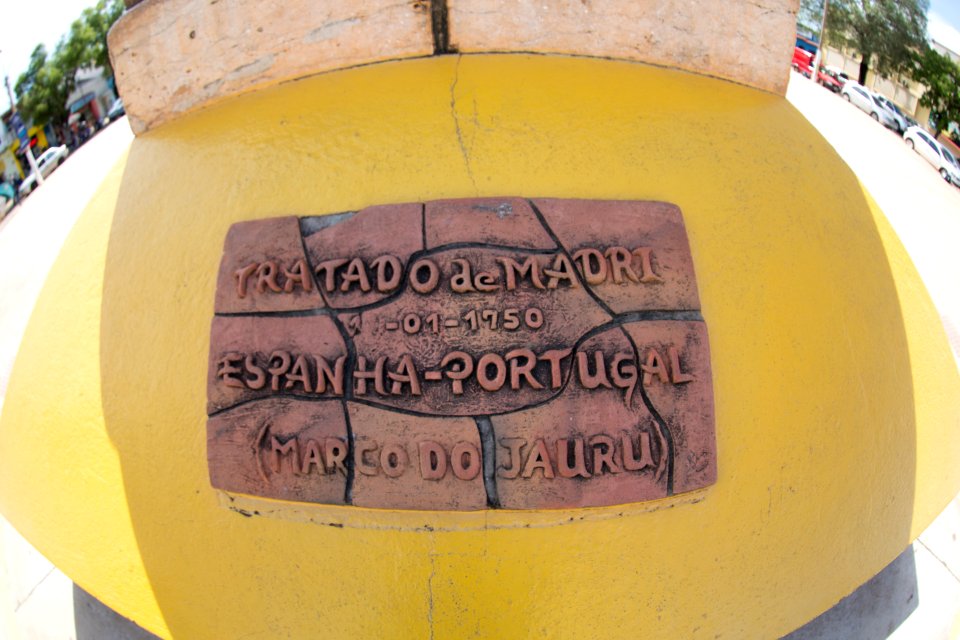 TRATADO de MADRI
-01-1750
ESPANHA-PORTUGAL
(MARCO DO JAURU)